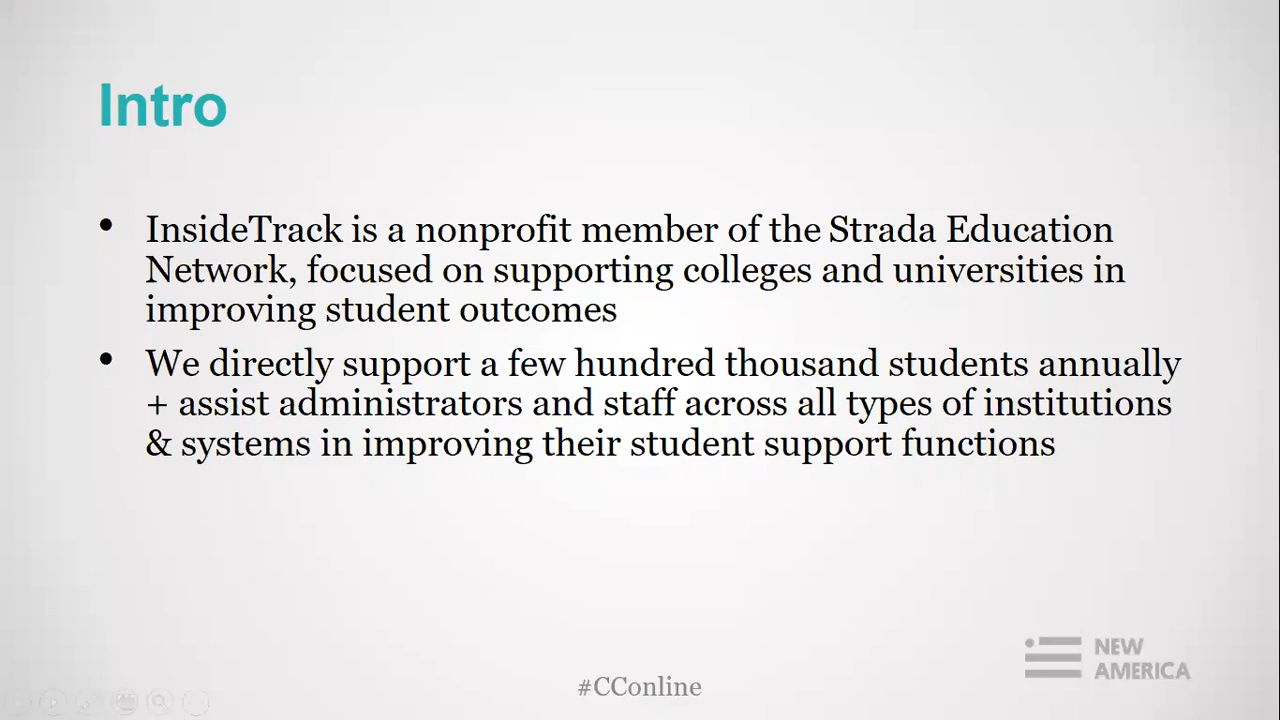 Intro
• InsideTrack is a nonprofit member of the Strada Education
Network, focused on supporting colleges and universities in
improving student outcomes
• We directly support a few hundred thousand students annually
+ assist administrators and staff across all types of institutions
& systems in improving their student support functions
#CConline
NEW
AMERICA